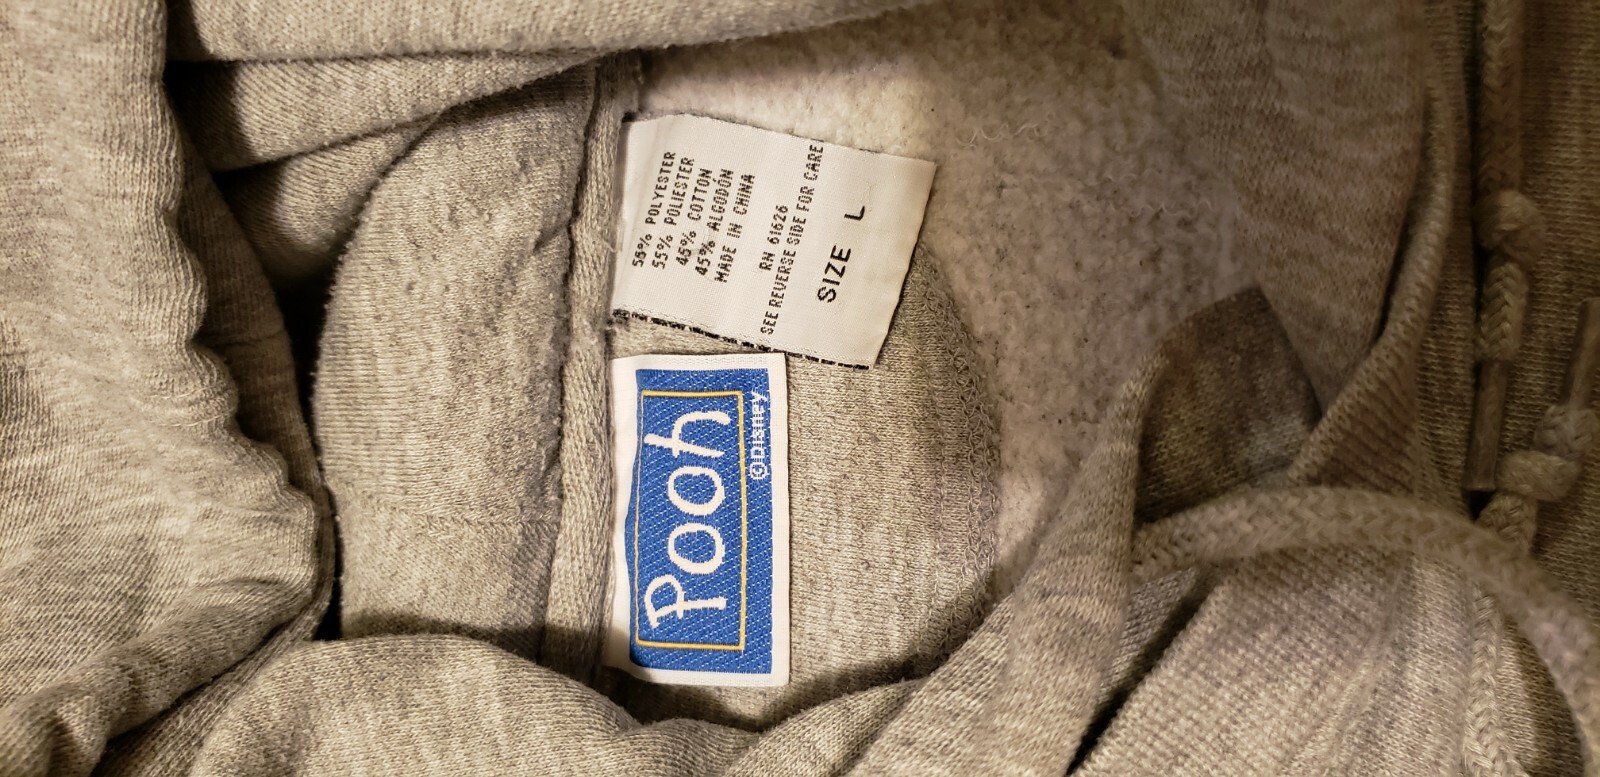 55% POLYESTER
55% POLIESTER
45% COTTON
45% ALGODÓN
MADE IN CHINA
RN 61626
SEE REVERSE SIDE FOR CARE
SIZE L
Pooh
©Disney